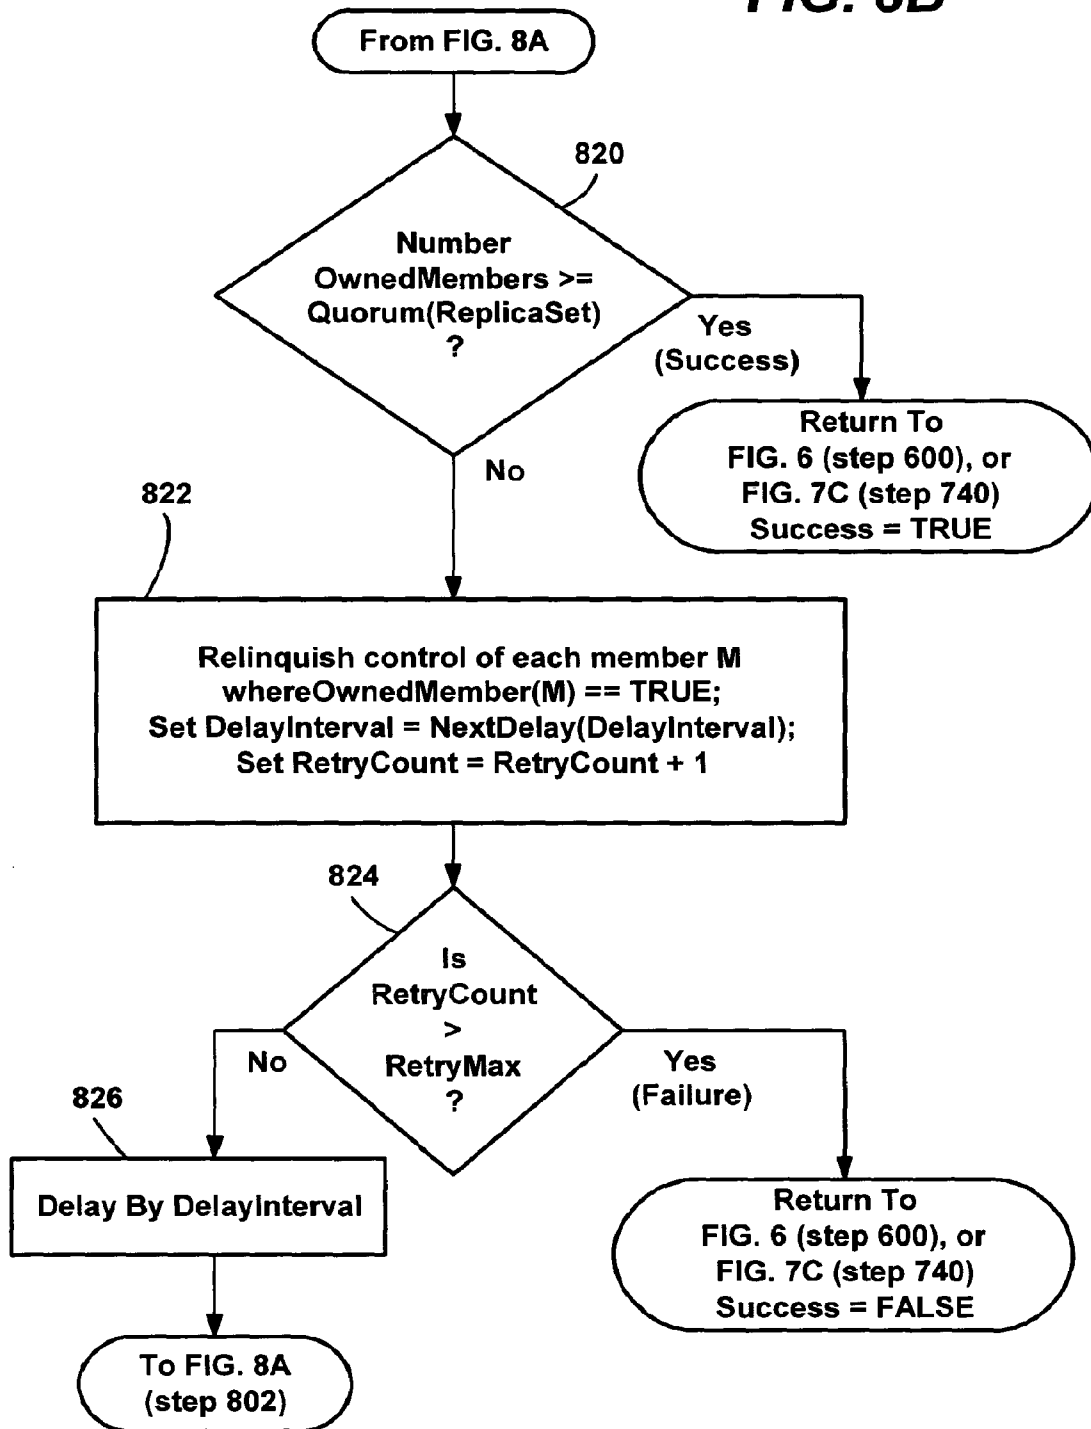 FIG. 8B
From FIG. 8A
820
Number
OwnedMembers >=
Quorum(ReplicaSet)
?
Yes
(Success)
Return To
FIG. 6 (step 600), or
FIG. 7C (step 740)
Success = TRUE
No
822
Relinquish control of each member M
whereOwnedMember(M) == TRUE;
Set DelayInterval = NextDelay(DelayInterval);
Set RetryCount = RetryCount + 1
824
Is
RetryCount
>
RetryMax
?
No
Yes
(Failure)
826
Delay By DelayInterval
Return To
FIG. 6 (step 600), or
FIG. 7C (step 740)
Success = FALSE
To FIG. 8A
(step 802)